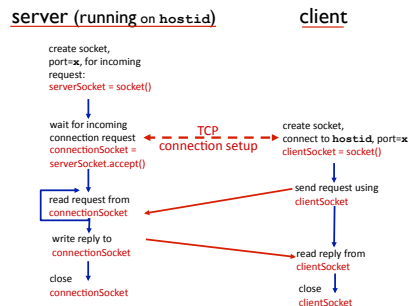 server (running on hostid)
client
create socket,
port=x, for incoming
request:
serverSocket = socket()
wait for incoming
connection request
connectionSocket =
serverSocket.accept()
TCP
connection setup
create socket,
connect to hostid, port=x
clientSocket = socket()
read request from
connectionSocket
send request using
clientSocket
write reply to
connectionSocket
read reply from
clientSocket
close
connectionSocket
close
clientSocket